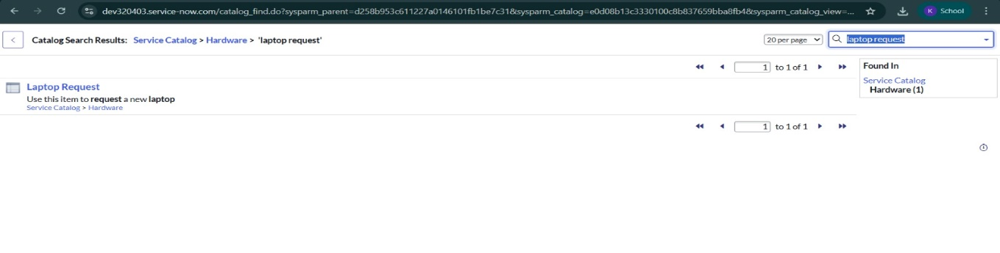 dev320403.service-now.com/catalog_find.do?sysparm_parent=d258b953c611227a0146101fb1be7c31&sysparm_catalog=e0d08b13c3330100c8b837659bba8fb4&sysparm_catalog_view=...
K School
< Catalog Search Results: Service Catalog > Hardware > 'laptop request'
20 per page
laptop request
1 to 1 of 1
Found In
Service Catalog
Hardware (1)
Laptop Request
Use this item to request a new laptop
Service Catalog > Hardware
1 to 1 of 1